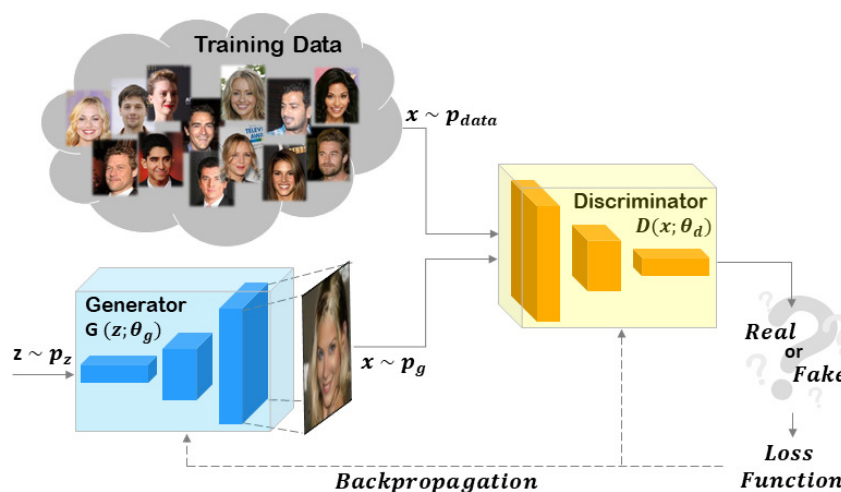 Training Data
x ~ p_data
Discriminator
D(x; θ_d)
Generator
G (z; θ_g)
z ~ p_z
x ~ p_g
Real
or
Fake
?
Loss
Function
Backpropagation